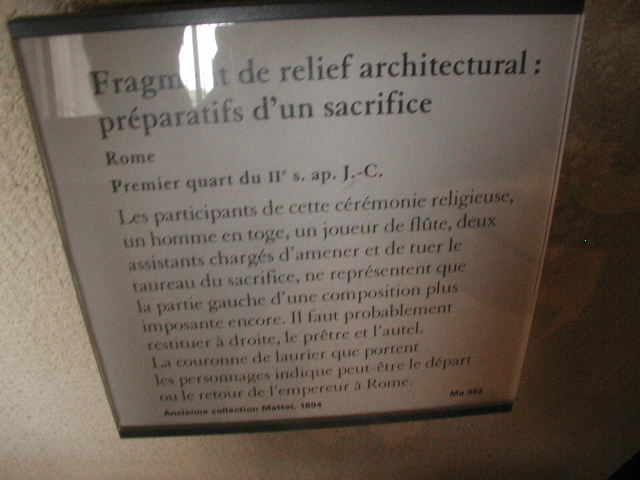 Fragment de relief architectural :
préparatifs d'un sacrifice
Rome
Premier quart du IIe s. ap. J.-C.
Les participants de cette cérémonie religieuse,
un homme en toge, un joueur de flûte, deux
assistants chargés d'amener et de tuer le
taureau du sacrifice, ne représentent que
la partie gauche d'une composition plus
imposante encore. Il faut probablement
restituer à droite, le prêtre et l'autel.
La couronne de laurier que portent
les personnages indique peut-être le départ
ou le retour de l'empereur à Rome.
Ancienne collection Mattei, 1884
Ma 992